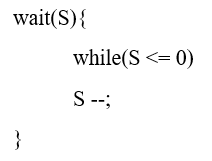 wait(S){
while(S <= 0)
S --;
}